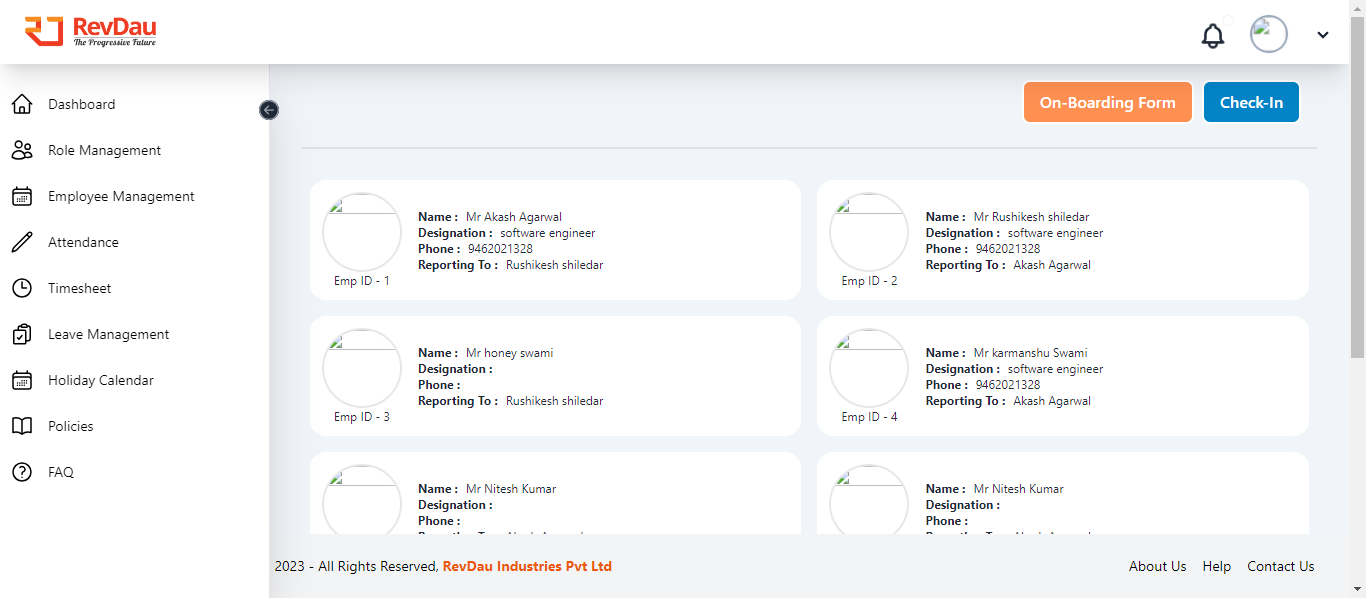 RevDau
The Progressive Future
On-Boarding Form
Check-In
Dashboard
Role Management
Employee Management
Attendance
Timesheet
Leave Management
Holiday Calendar
Policies
FAQ
Name : Mr Akash Agarwal
Designation : software engineer
Phone : 9462021328
Reporting To : Rushikesh shiledar
Emp ID - 1
Name : Mr Rushikesh shiledar
Designation : software engineer
Phone : 9462021328
Reporting To : Akash Agarwal
Emp ID - 2
Name : Mr honey swami
Designation :
Phone :
Reporting To : Rushikesh shiledar
Emp ID - 3
Name : Mr karmanshu Swami
Designation : software engineer
Phone : 9462021328
Reporting To : Akash Agarwal
Emp ID - 4
Name : Mr Nitesh Kumar
Designation :
Phone :
Name : Mr Nitesh Kumar
Designation :
Phone :
2023 - All Rights Reserved, RevDau Industries Pvt Ltd
About Us Help Contact Us